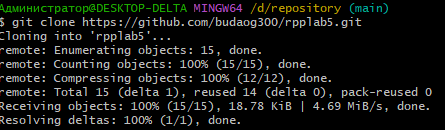 Администратор@DESKTOP-DELTA MINGW64 /d/repository (main)
$ git clone https://github.com/budaog300/rpplab5.git
Cloning into 'rpplab5'...
remote: Enumerating objects: 15, done.
remote: Counting objects: 100% (15/15), done.
remote: Compressing objects: 100% (12/12), done.
remote: Total 15 (delta 1), reused 14 (delta 0), pack-reused 0
Receiving objects: 100% (15/15), 18.78 KiB | 4.69 MiB/s, done.
Resolving deltas: 100% (1/1), done.